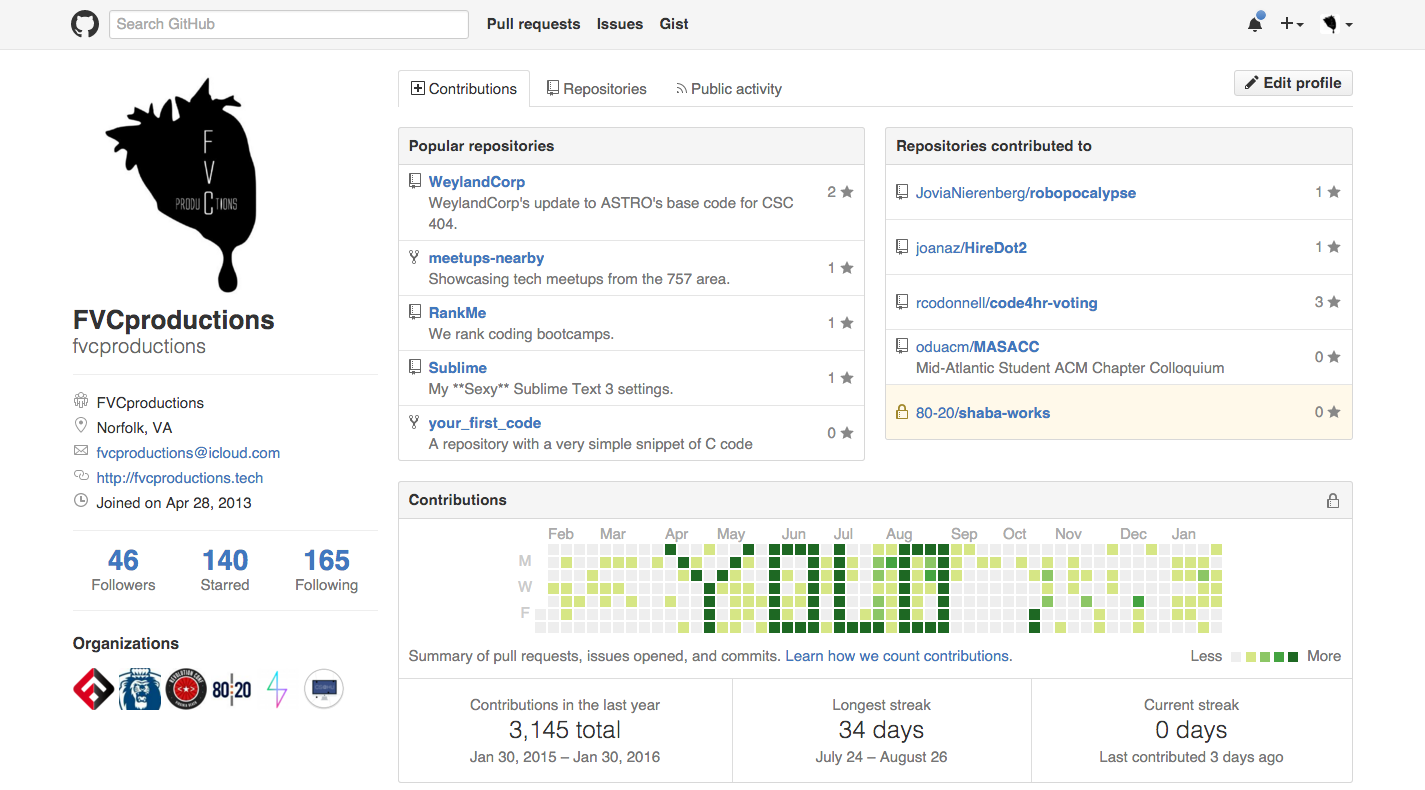 Search GitHub
Pull requests
Issues
Gist
F
V
C
PRODU CTIONS
FVCproductions
fvcproductions
FVCproductions
Norfolk, VA
fvcproductions@icloud.com
http://fvcproductions.tech
Joined on Apr 28, 2013
46 140 165
Followers Starred Following
Organizations
80 20
Contributions
Repositories
Public activity
Edit profile
Popular repositories
WeylandCorp
WeylandCorp's update to ASTRO's base code for CSC
404.
2
meetups-nearby
Showcasing tech meetups from the 757 area.
1
RankMe
We rank coding bootcamps.
1
Sublime
My **Sexy** Sublime Text 3 settings.
1
your_first_code
A repository with a very simple snippet of C code
0
Repositories contributed to
JoviaNierenberg/robopocalypse
1
joanaz/HireDot2
1
rcodonnell/code4hr-voting
3
oduacm/MASACC
Mid-Atlantic Student ACM Chapter Colloquium
0
80-20/shaba-works
0
Contributions
Feb Mar Apr May Jun Jul Aug Sep Oct Nov Dec Jan
M
W
F
Summary of pull requests, issues opened, and commits. Learn how we count contributions.
Less More
Contributions in the last year
3,145 total
Jan 30, 2015 – Jan 30, 2016
Longest streak
34 days
July 24 – August 26
Current streak
0 days
Last contributed 3 days ago